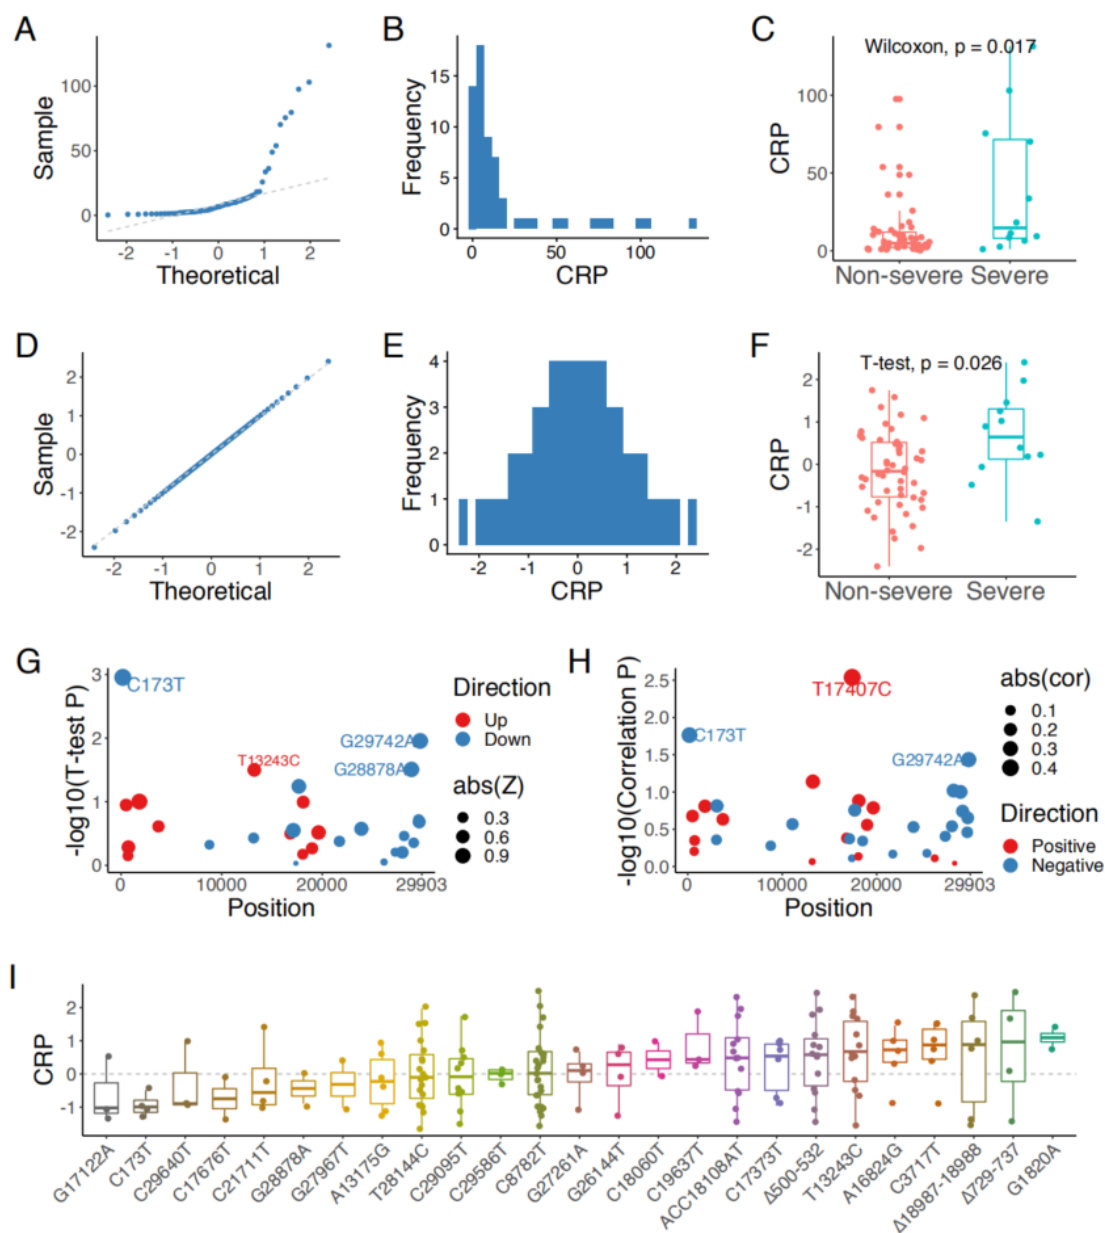 A
Sample
100
50
0
-2
-1
0
1
2
Theoretical
B
Frequency
15
10
5
0
0
50
100
CRP
C
Wilcoxon, p = 0.017
CRP
100
50
0
Non-severe
Severe
D
Sample
2
1
0
-1
-2
-2
-1
0
1
2
Theoretical
E
Frequency
4
3
2
1
0
-2
-1
0
1
2
CRP
F
T-test, p = 0.026
CRP
2
1
0
-1
-2
Non-severe
Severe
G
-log10(T-test P)
3
2
1
0
C173T
G29742A
T13243C
G28878A
0
10000
20000
29903
Position
Direction
Up
Down
abs(Z)
0.3
0.6
0.9
H
-log10(Correlation P)
2.5
2.0
1.5
1.0
0.5
0.0
T17407C
C173T
G29742A
0
10000
20000
29903
Position
abs(cor)
0.1
0.2
0.3
0.4
Direction
Positive
Negative
I
CRP
2
1
0
-1
G17122A
C173T
C29640T
C17676T
C21711T
G28878A
G27967T
A13175G
T28144C
C29095T
C29586T
C8782T
G27261A
G26144T
C18060T
C19637T
ACC18108AT
C17373T
Δ500-532
T13243C
A16824G
C3717T
Δ18987-18988
Δ729-737
G1820A